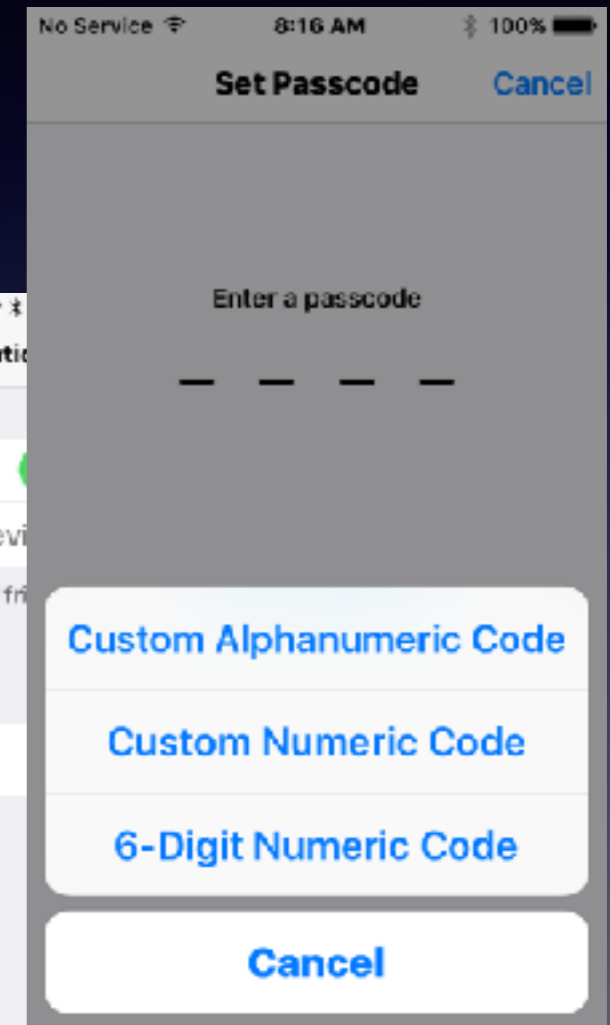 No Service 8:16 AM 100%
Set Passcode Cancel
Enter a passcode
Custom Alphanumeric Code
Custom Numeric Code
6-Digit Numeric Code
Cancel